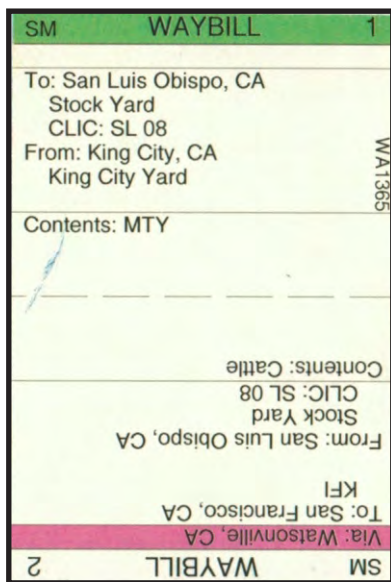 SM WAYBILL 1
To: San Luis Obispo, CA
Stock Yard
CLIC: SL 08
From: King City, CA
King City Yard
WA1365
Contents: MTY
SM WAYBILL 2
Via: Watsonville, CA
To: San Francisco, CA
KFI
From: San Luis Obispo, CA
Stock Yard
CLIC: SL 08
Contents: Cattle